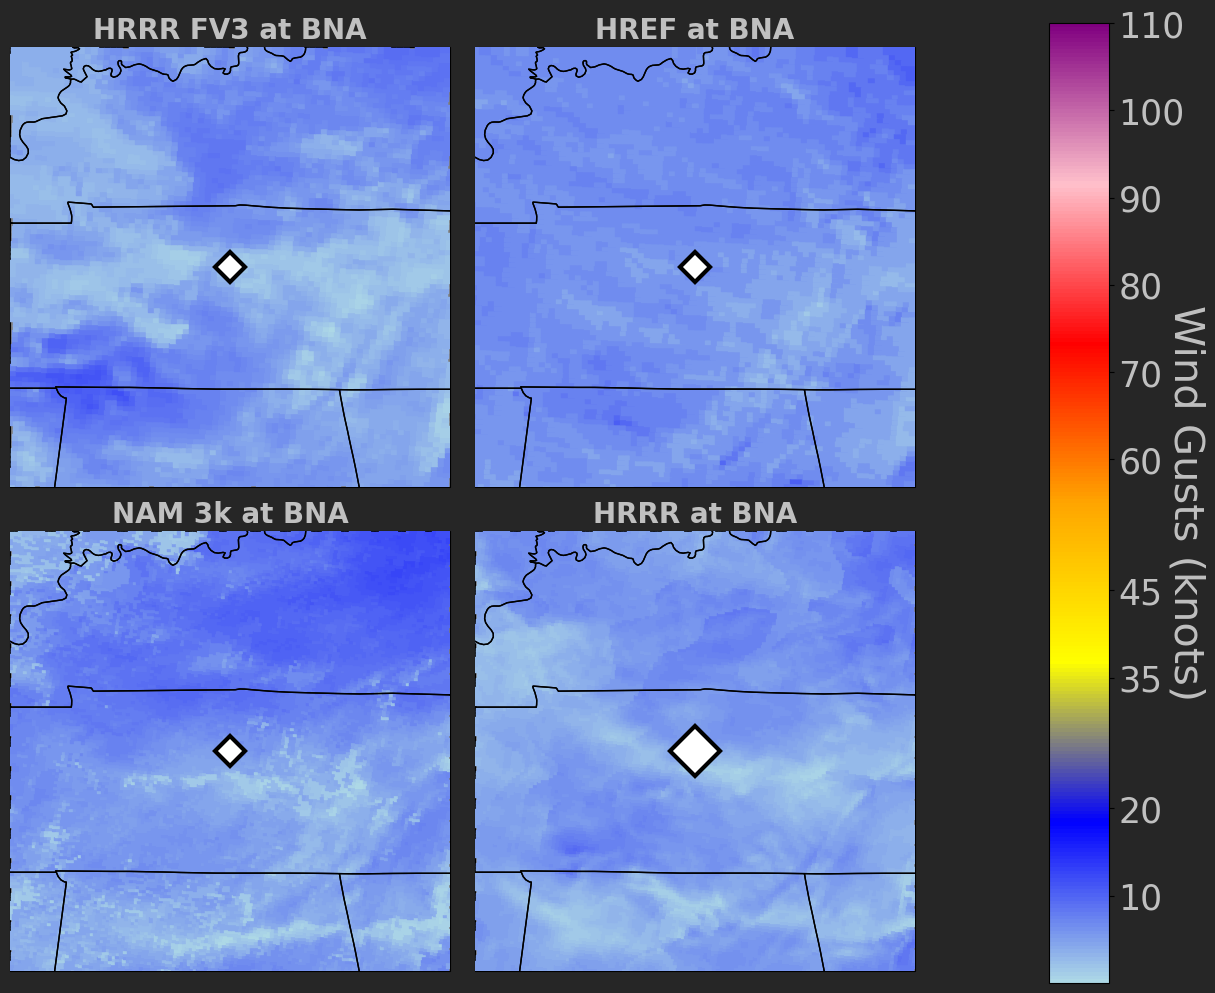 HRRR FV3 at BNA
HREF at BNA
NAM 3k at BNA
HRRR at BNA
110
100
90
80
70
60
45
35
20
10
Wind Gusts (knots)